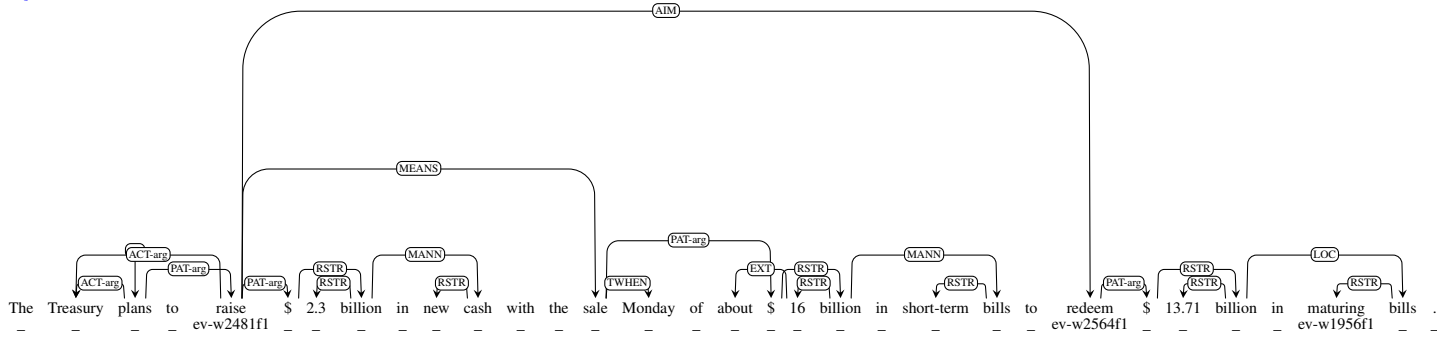 AIM
MEANS
PAT-arg
ACT-arg
MANN
MANN
LOC
PAT-arg RSTR EXT RSTR RSTR
ACT-arg PAT-arg RSTR RSTR TWHEN RSTR RSTR PAT-arg RSTR RSTR
The Treasury plans to raise $ 2.3 billion in new cash with the sale Monday of about $ 16 billion in short-term bills to redeem $ 13.71 billion in maturing bills .
_ _ _ _ ev-w2481f1 _ _ _ _ _ _ _ _ _ _ _ _ _ _ _ _ _ _ _ ev-w2564f1 _ _ _ _ ev-w1956f1 _ _